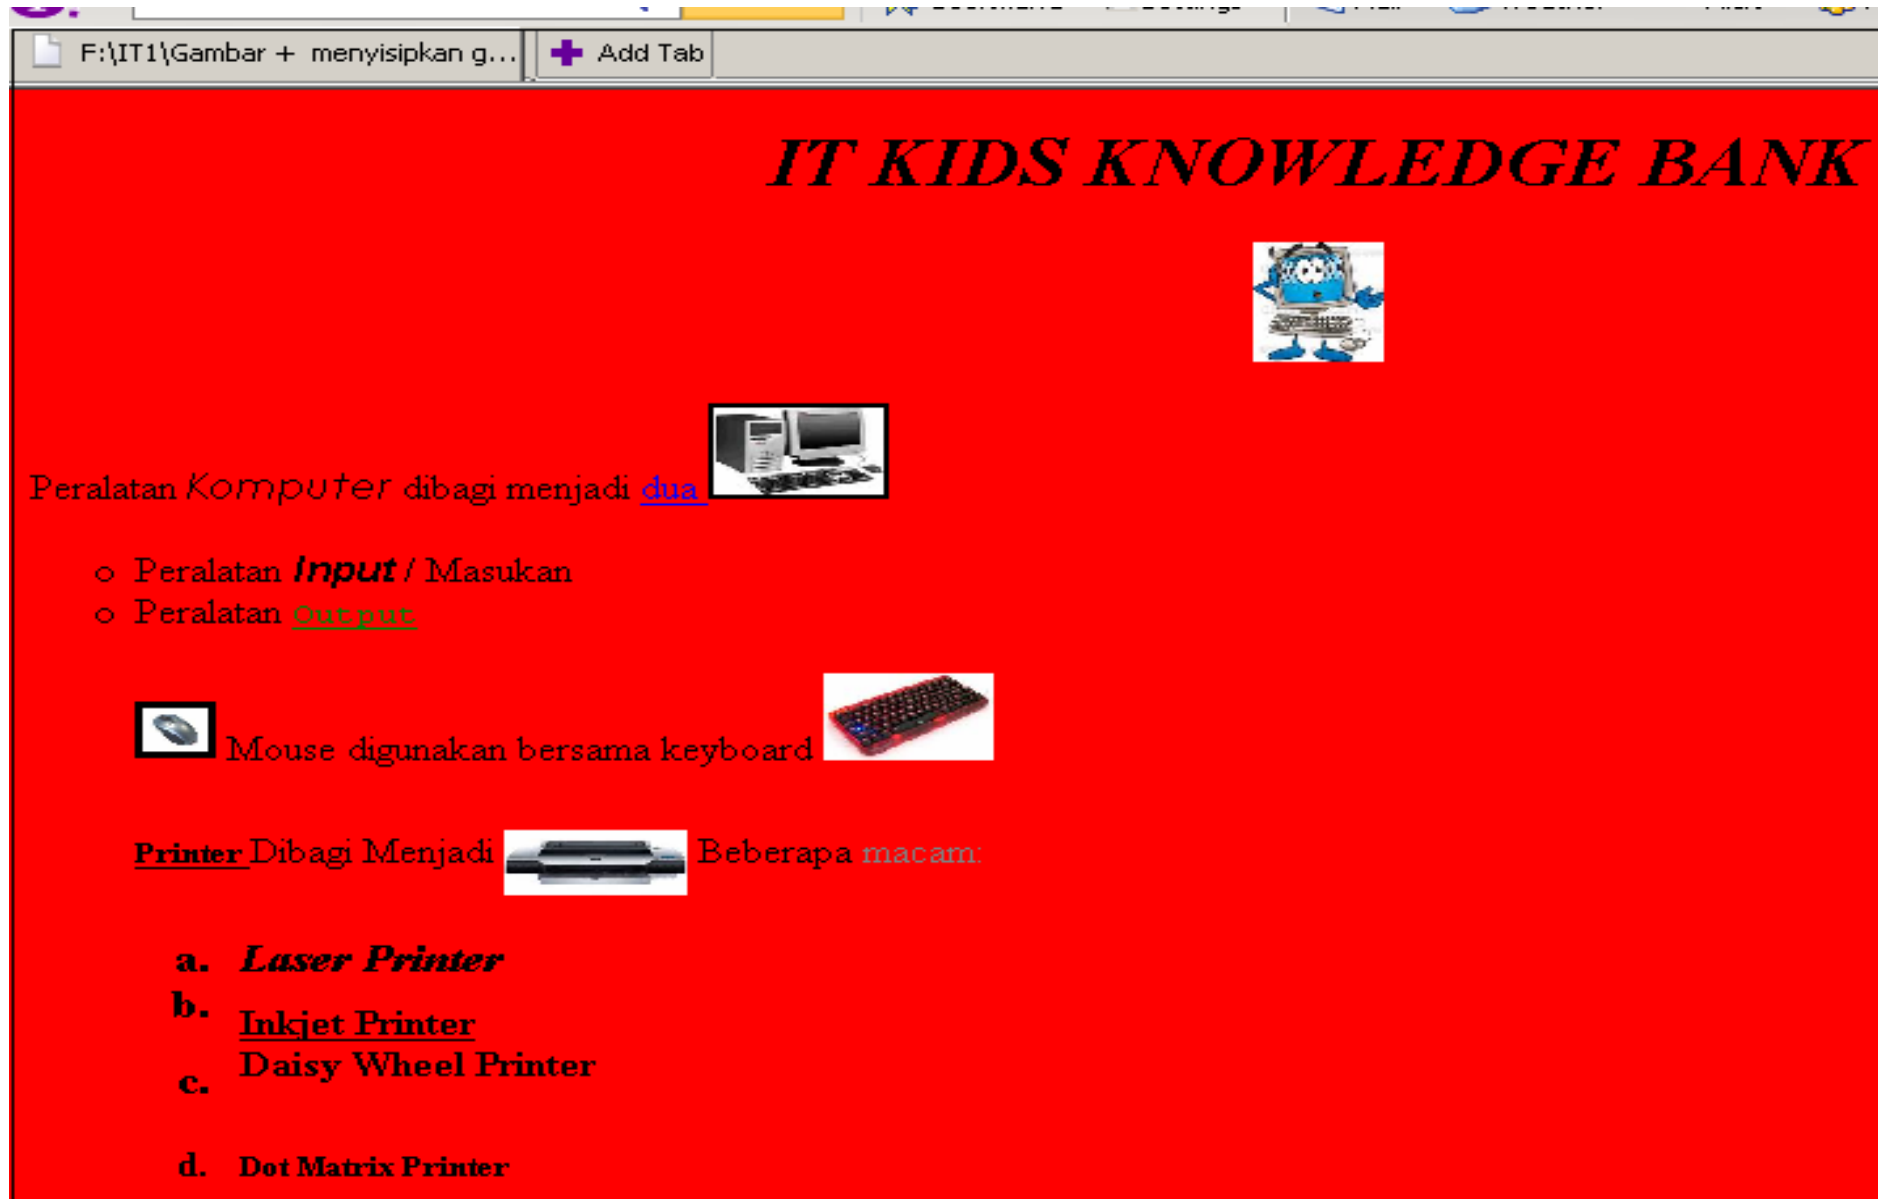 F:\IT1\Gambar + menyisipkan g...
Add Tab
IT KIDS KNOWLEDGE BANK
Peralatan Komputer dibagi menjadi dua
o Peralatan Input / Masukan
o Peralatan Output
Mouse digunakan bersama keyboard
Printer Dibagi Menjadi Beberapa macam:
a. Laser Printer
b. Inkjet Printer
c. Daisy Wheel Printer
d. Dot Matrix Printer